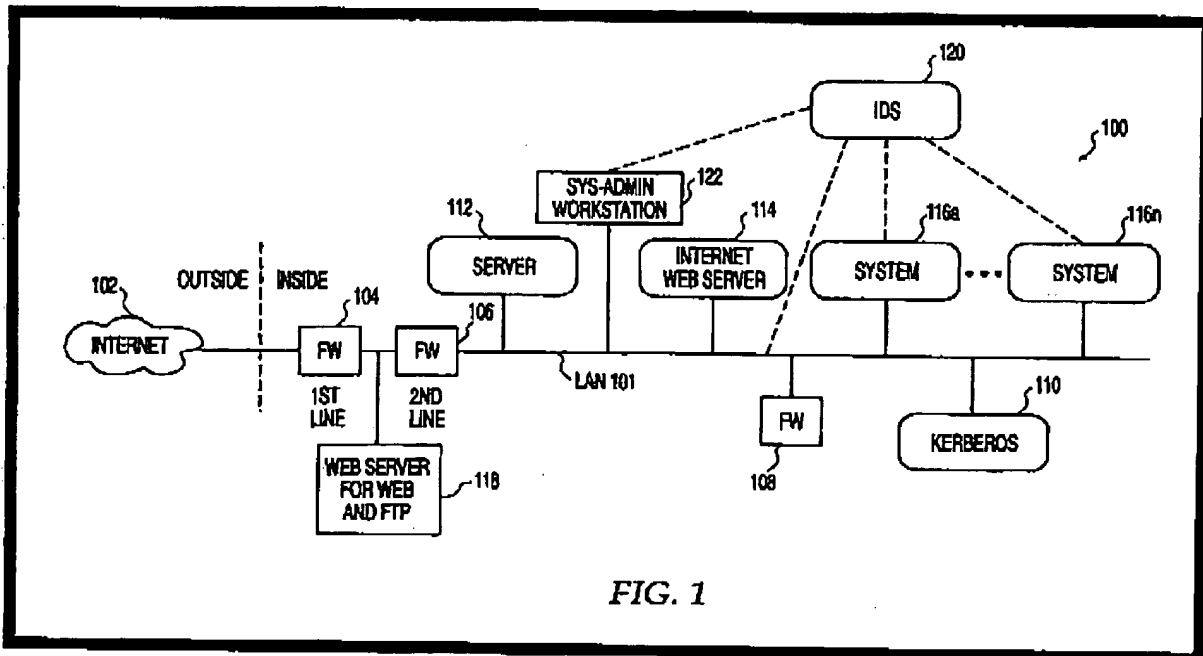 120
IDS
100
SYS-ADMIN
WORKSTATION
122
112
SERVER
114
INTERNET
WEB SERVER
116a
SYSTEM
116n
SYSTEM
OUTSIDE
INSIDE
102
INTERNET
104
FW
1ST
LINE
106
FW
2ND
LINE
LAN 101
WEB SERVER
FOR WEB
AND FTP
118
FW
108
110
KERBEROS
FIG. 1